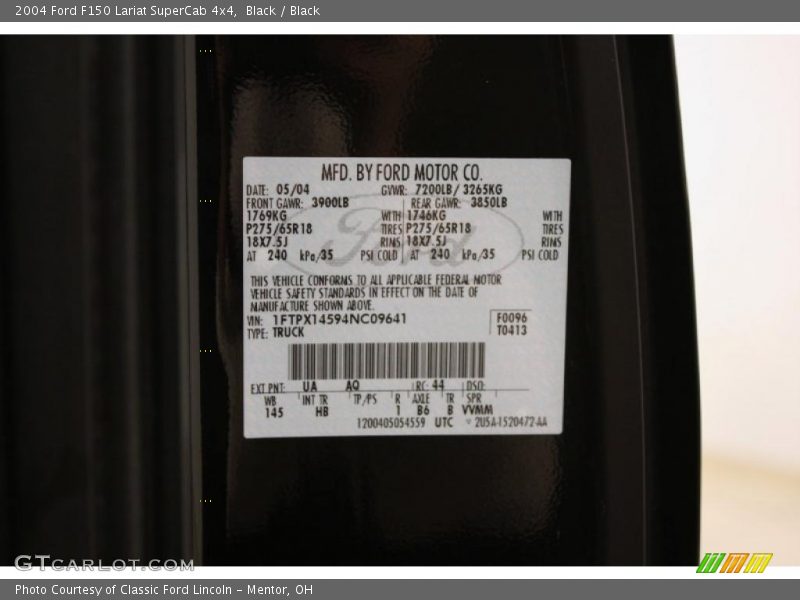 2004 Ford F150 Lariat SuperCab 4x4, Black / Black
MFD. BY FORD MOTOR CO.
DATE: 05/04 GVWR: 7200LB/ 3265KG
FRONT GAWR: 3900LB REAR GAWR: 3850LB
1769KG WITH 1746KG WITH
P275/65R18 TIRES P275/65R18 TIRES
18X7.5J RIMS 18X7.5J RIMS
AT 240 kPa/35 PSI COLD AT 240 kPa/35 PSI COLD
THIS VEHICLE CONFORMS TO ALL APPLICABLE FEDERAL MOTOR
VEHICLE SAFETY STANDARDS IN EFFECT ON THE DATE OF
MANUFACTURE SHOWN ABOVE.
VIN: 1FTPX14594NC09641 F0096
TYPE: TRUCK T0413
EXT PNT: UA AQ RC: 44 DSO:
WB INT TR TP/PS R AXLE TR SPR
145 HB 1 B6 B VVMM
1200405054559 UTC 2U5A-1520472-AA
GTCarLot.com
Photo Courtesy of Classic Ford Lincoln - Mentor, OH